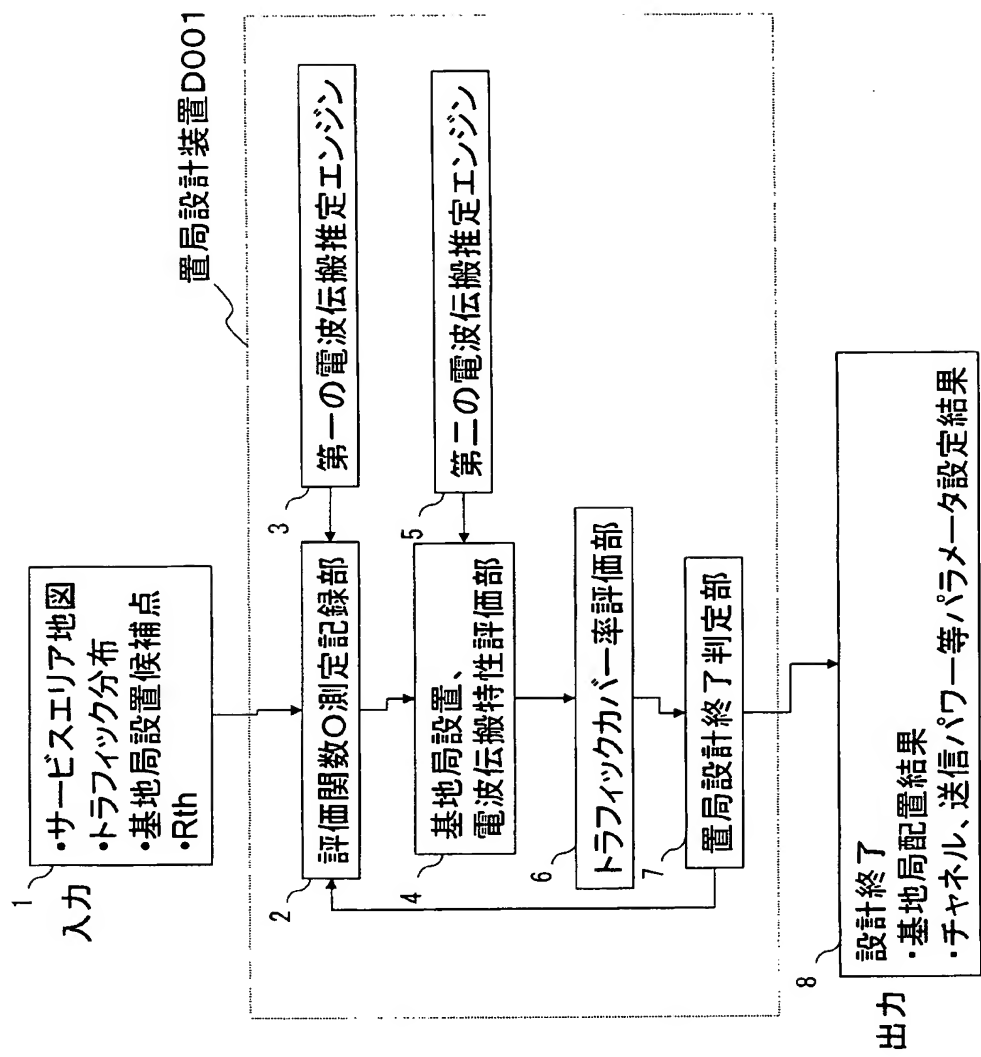 置局設計装置D001
1
入力
・サービスエリア地図
・トラフィック分布
・基地局設置候補点
・Rth
2
評価関数O測定記録部
3
第一の電波伝搬推定エンジン
4
基地局設置、
電波伝搬特性評価部
5
第二の電波伝搬推定エンジン
6
トラフィックカバー率評価部
7
置局設計終了判定部
8
出力
設計終了
・基地局配置結果
・チャネル、送信パワー等パラメータ設定結果